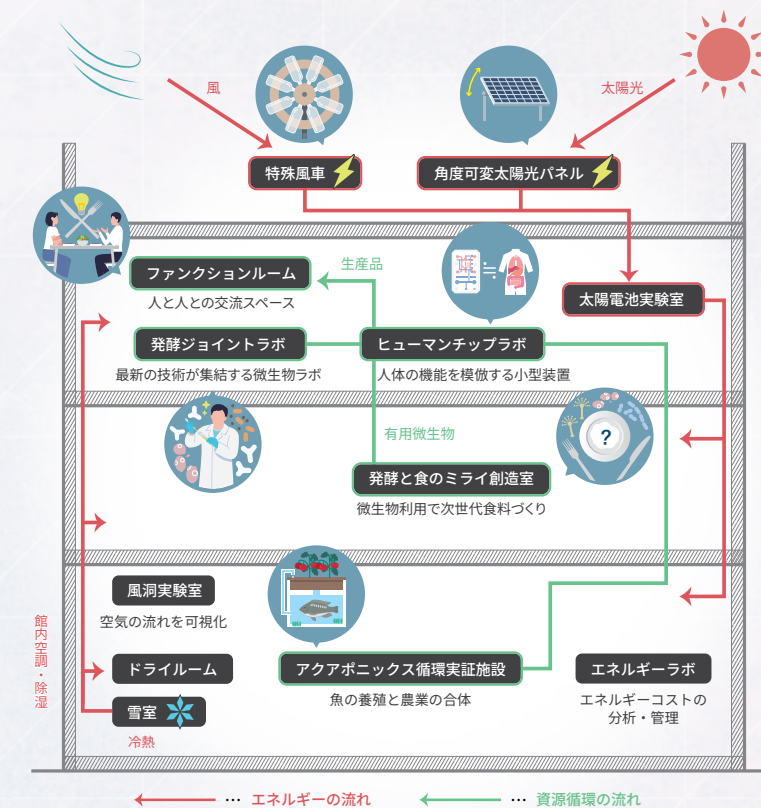 風
太陽光
特殊風車
角度可変太陽光パネル
ファンクションルーム
生産品
人と人との交流スペース
太陽電池実験室
発酵ジョイントラボ
ヒューマンチップラボ
最新の技術が集結する微生物ラボ
人体の機能を模倣する小型装置
有用微生物
?
発酵と食のミライ創造室
微生物利用で次世代食料づくり
風洞実験室
空気の流れを可視化
館内空調・除湿
ドライルーム
アクアポニックス循環実証施設
エネルギーラボ
魚の養殖と農業の合体
エネルギーコストの
分析・管理
雪室
冷熱
… エネルギーの流れ
… 資源循環の流れ